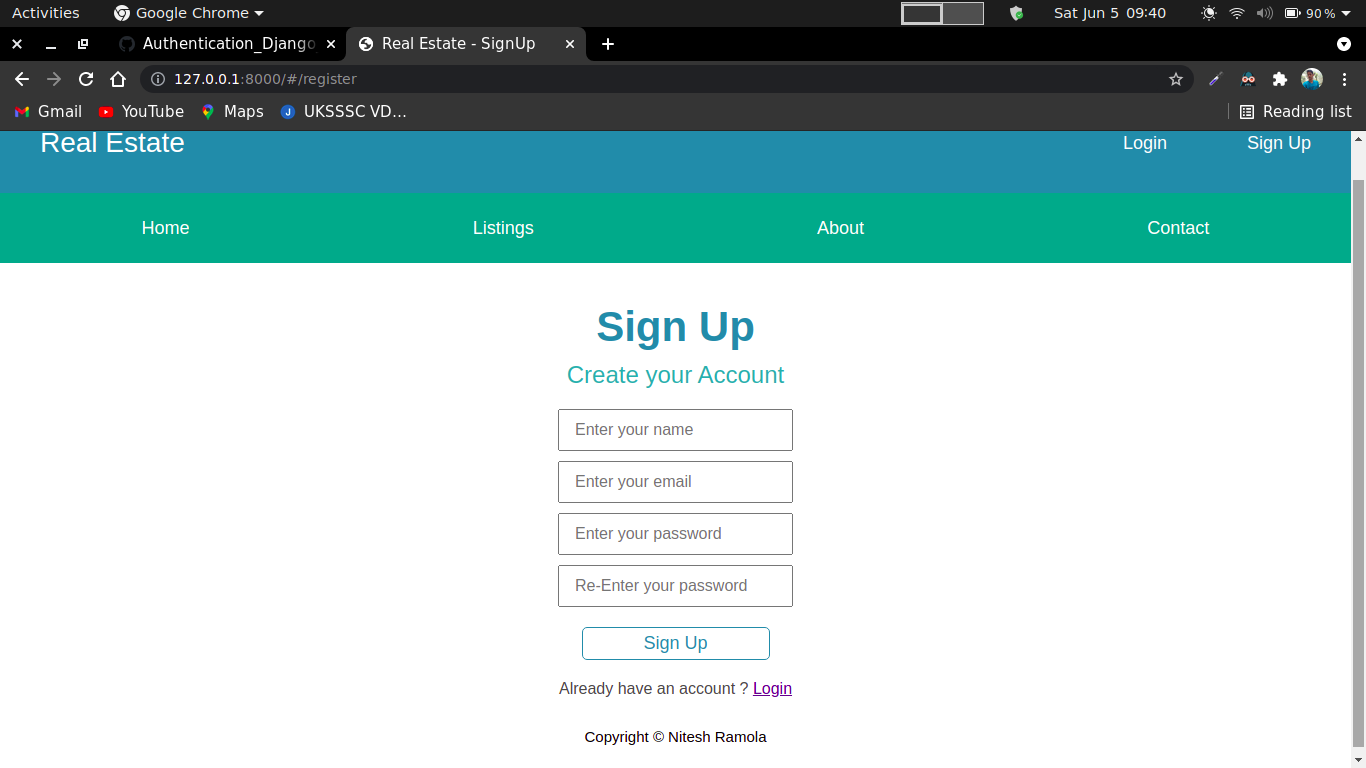 Activities Google Chrome Sat Jun 5 09:40 90 %
Authentication_Django Real Estate - SignUp
127.0.0.1:8000/#/register
Gmail YouTube Maps J UKSSSC VD... Reading list
Real Estate Login Sign Up
Home Listings About Contact
Sign Up
Create your Account
Enter your name
Enter your email
Enter your password
Re-Enter your password
Sign Up
Already have an account ? Login
Copyright © Nitesh Ramola